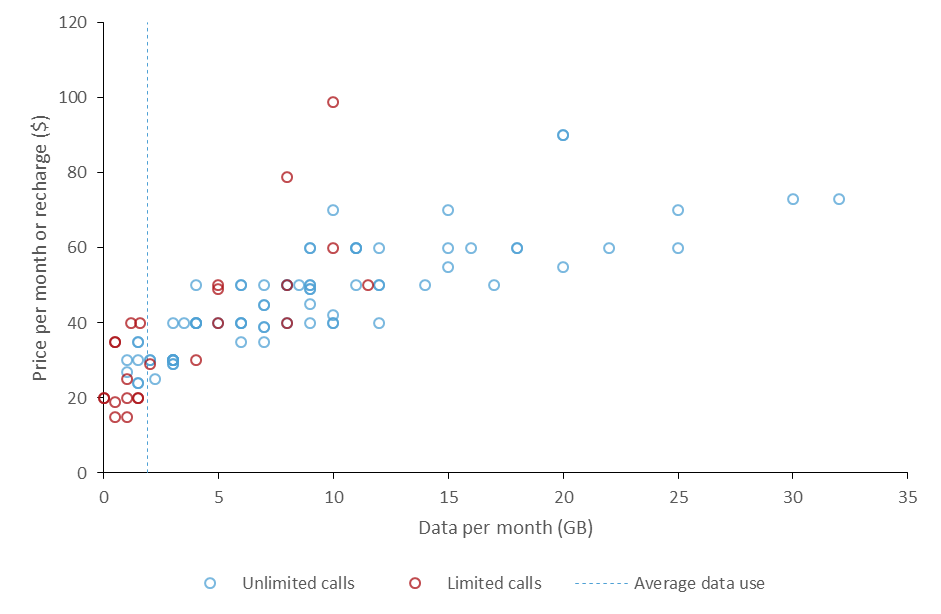 120
100
80
60
40
20
0
Price per month or recharge ($)
0 5 10 15 20 25 30 35
Data per month (GB)
Unlimited calls Limited calls Average data use